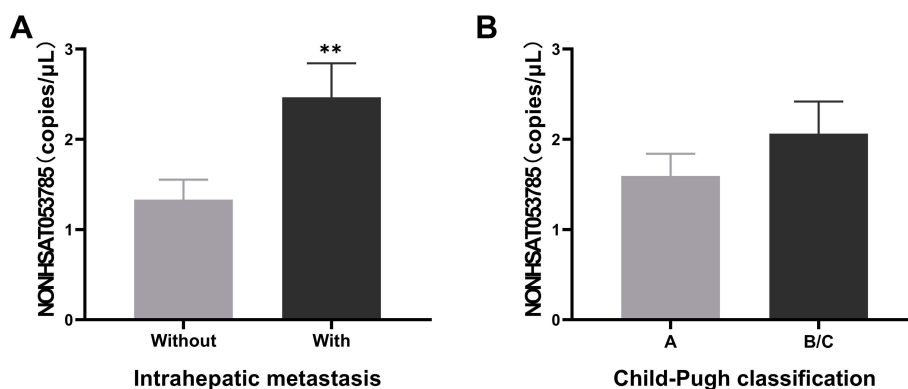 A
NONHSAT053785（copies/μL）
3
2
1
0
**
Without
With
Intrahepatic metastasis
B
NONHSAT053785（copies/μL）
3
2
1
0
A
B/C
Child-Pugh classification